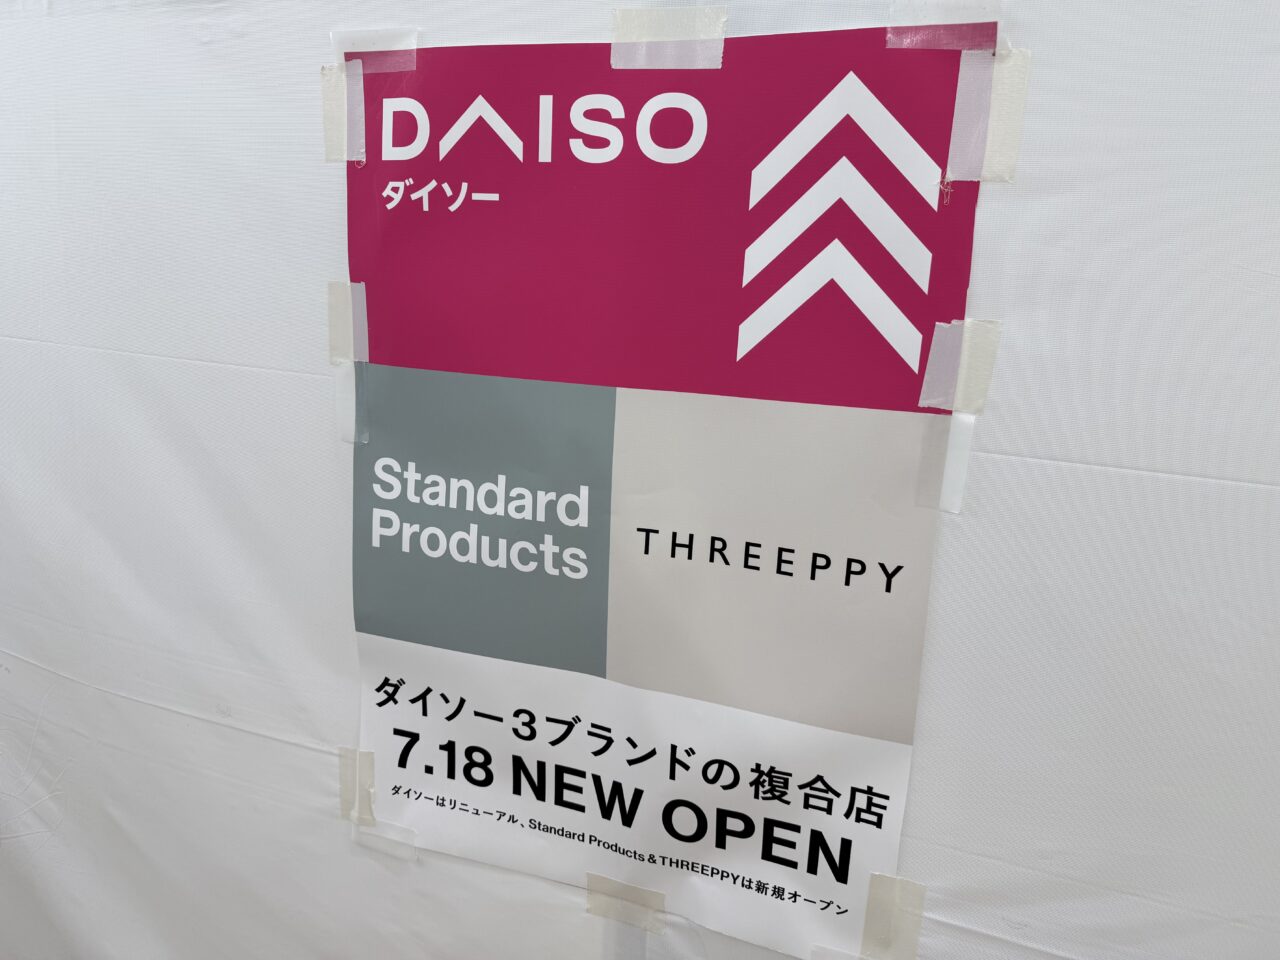 DAISO
ダイソー
Standard
Products
THREEPPY
ダイソー3ブランドの複合店
7.18 NEW OPEN
ダイソーはリニューアル、Standard Products & THREEPPYは新規オープン